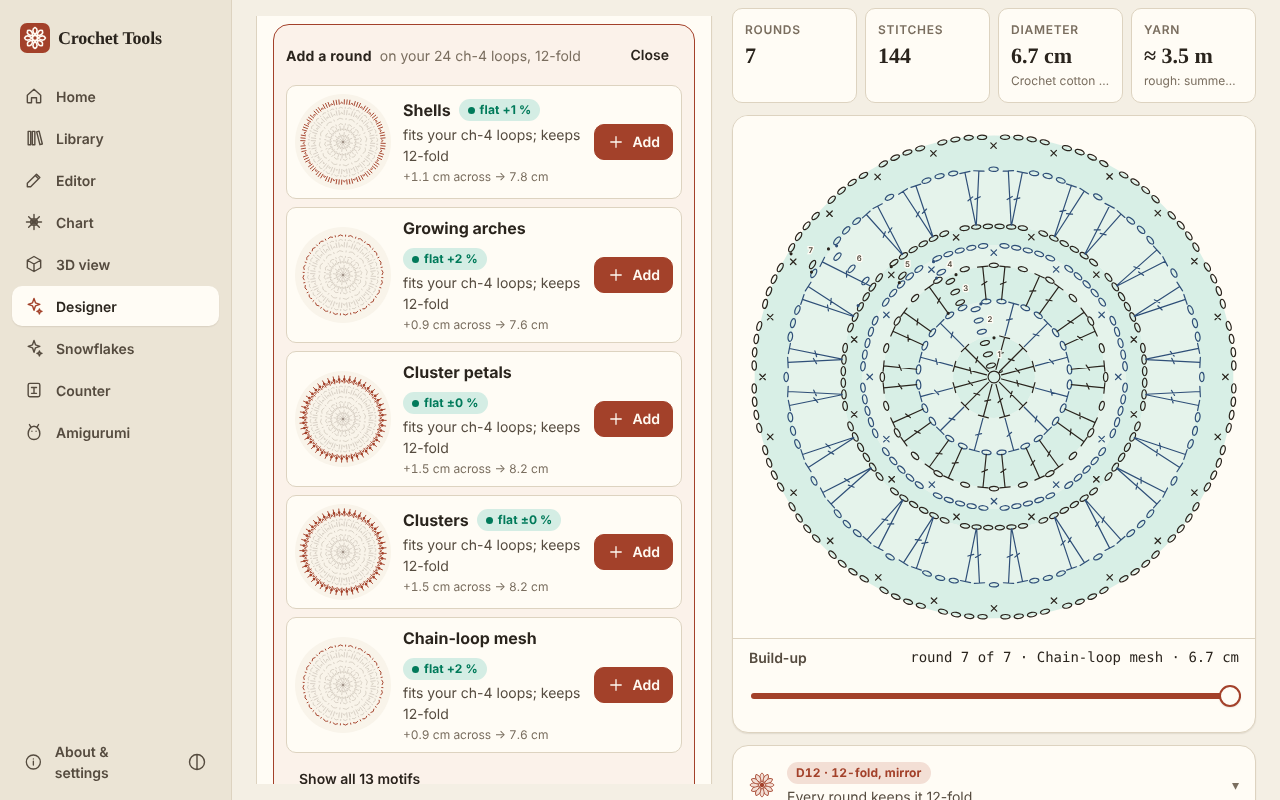 Crochet Tools
Home
Library
Editor
Chart
3D view
Designer
Snowflakes
Counter
Amigurumi
About &
settings
Add a round on your 24 ch-4 loops, 12-fold
Close
Shells
flat +1 %
fits your ch-4 loops; keeps
12-fold
+1.1 cm across → 7.8 cm
Add
Growing arches
flat +2 %
fits your ch-4 loops; keeps
12-fold
+0.9 cm across → 7.6 cm
Add
Cluster petals
flat ±0 %
fits your ch-4 loops; keeps
12-fold
+1.5 cm across → 8.2 cm
Add
Clusters
flat ±0 %
fits your ch-4 loops; keeps
12-fold
+1.5 cm across → 8.2 cm
Add
Chain-loop mesh
flat +2 %
fits your ch-4 loops; keeps
12-fold
+0.9 cm across → 7.6 cm
Add
Show all 13 motifs
ROUNDS
7
STITCHES
144
DIAMETER
6.7 cm
Crochet cotton ...
YARN
≈ 3.5 m
rough: summe...
7
6
5
4
3
2
1
Build-up
round 7 of 7 · Chain-loop mesh · 6.7 cm
D12 · 12-fold, mirror
Every round keeps it 12-fold